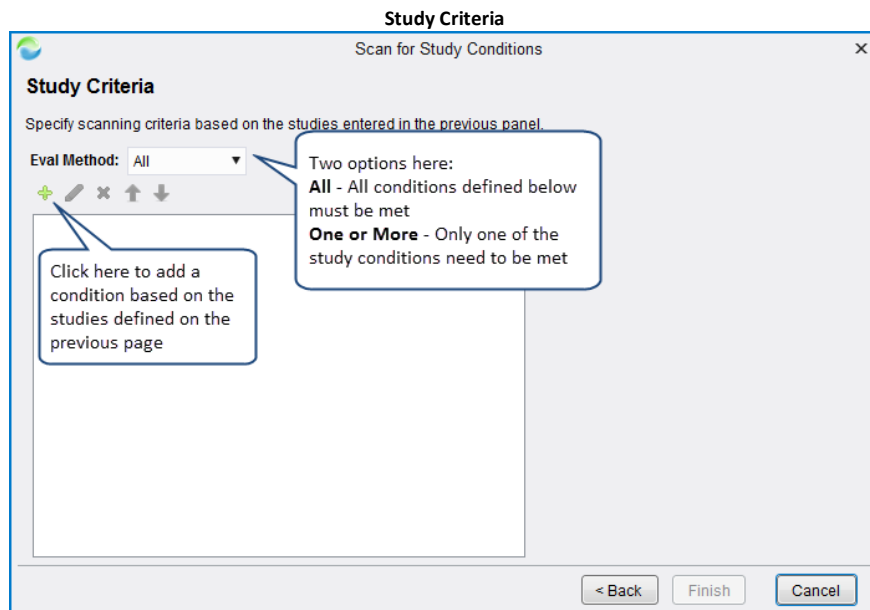 Study Criteria
Scan for Study Conditions
Study Criteria
Specify scanning criteria based on the studies entered in the previous panel.
Eval Method: All
Two options here:
All - All conditions defined below
must be met
One or More - Only one of the
study conditions need to be met
Click here to add a
condition based on the
studies defined on the
previous page
< Back Finish Cancel